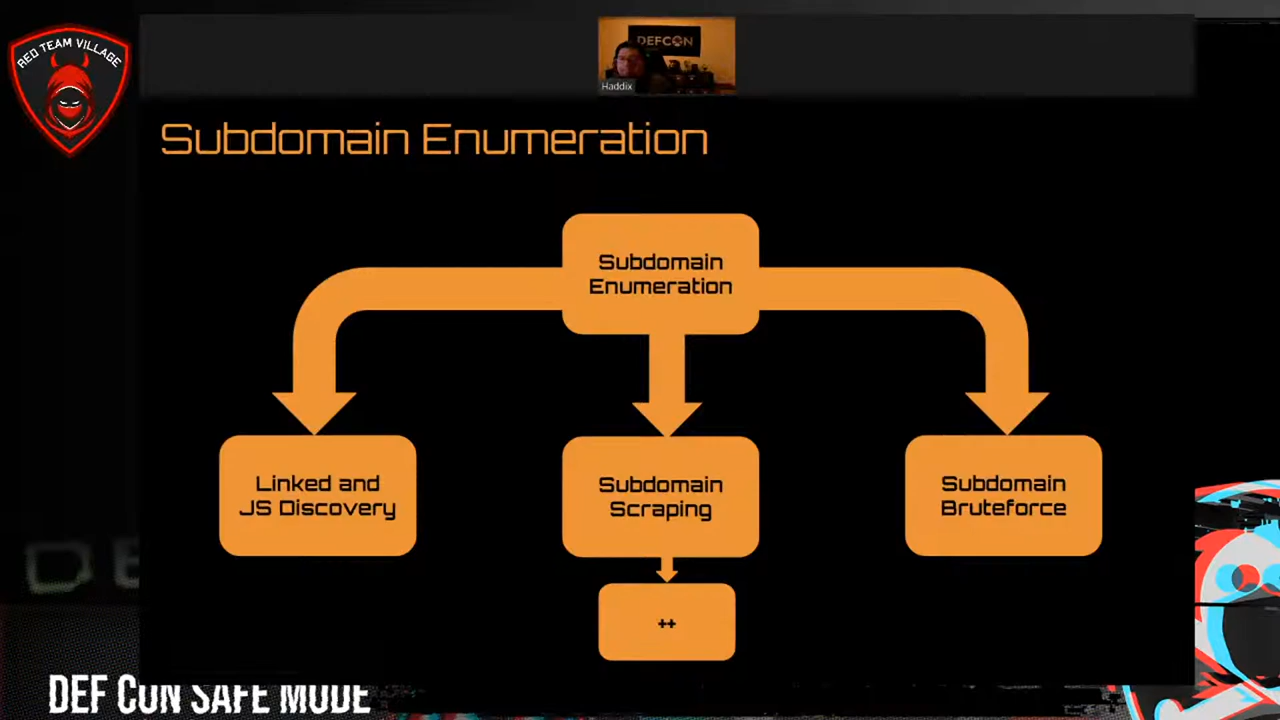 RED TEAM VILLAGE
DEFCON
Haddix
Subdomain Enumeration
Subdomain
Enumeration
Linked and
JS Discovery
Subdomain
Scraping
Subdomain
Bruteforce
++
DE
DEF CON SAFE MODE